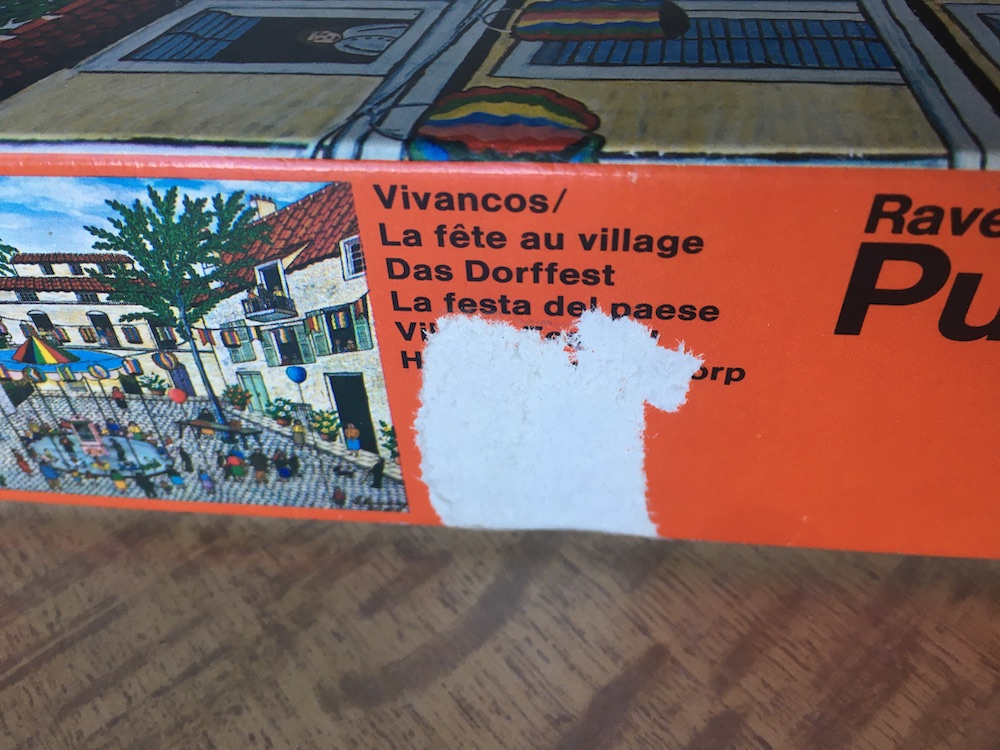 Vivancos/
La fête au village
Das Dorffest
La festa del paese
Rave
Pu